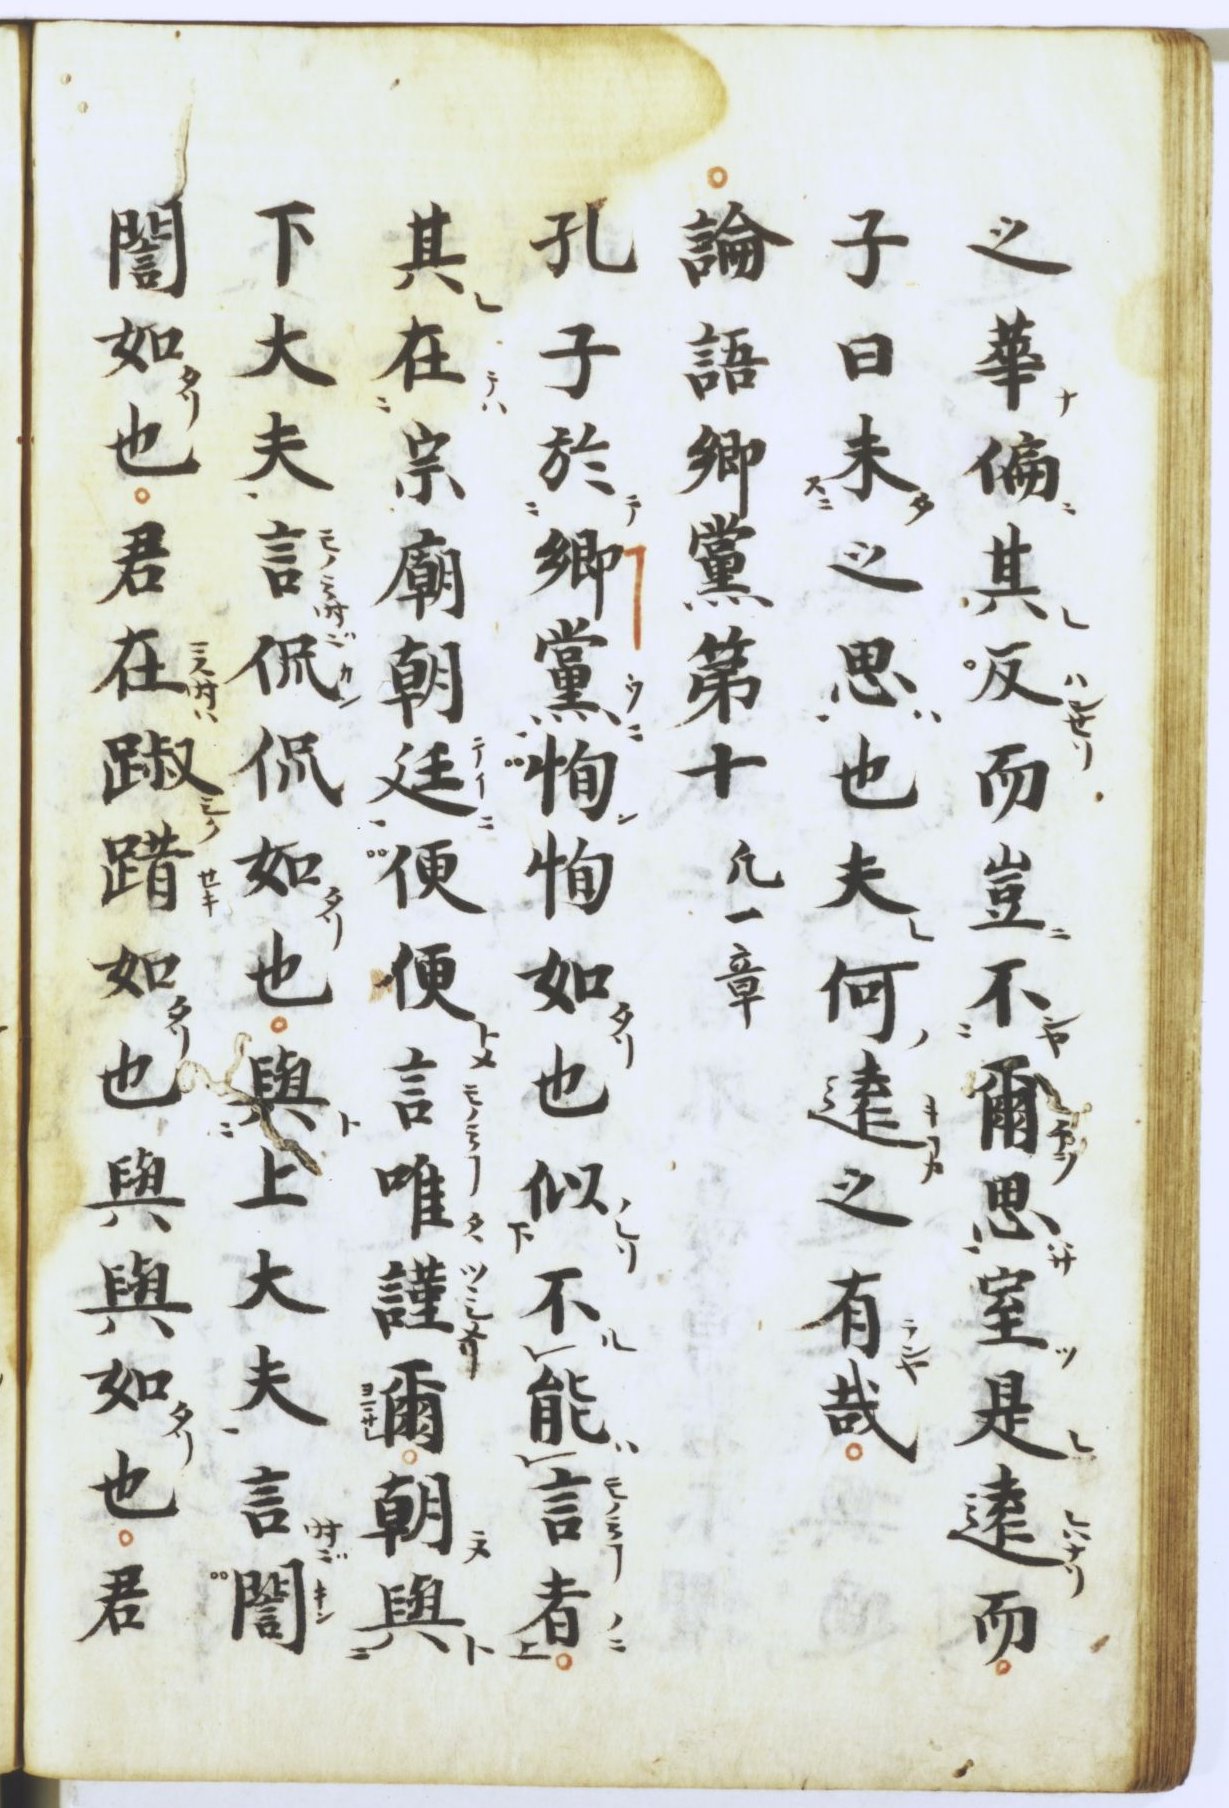 之華偏其反而豈不爾思室是遠而
子曰未之思也夫何遠之有哉
論語郷黨第十 凢一章
孔子於郷黨恂恂如也似不能言者
其在宗廟朝廷便便言唯謹爾朝與
下大夫言侃侃如也與上大夫言誾
誾如也君在踧踖如也與與如也君